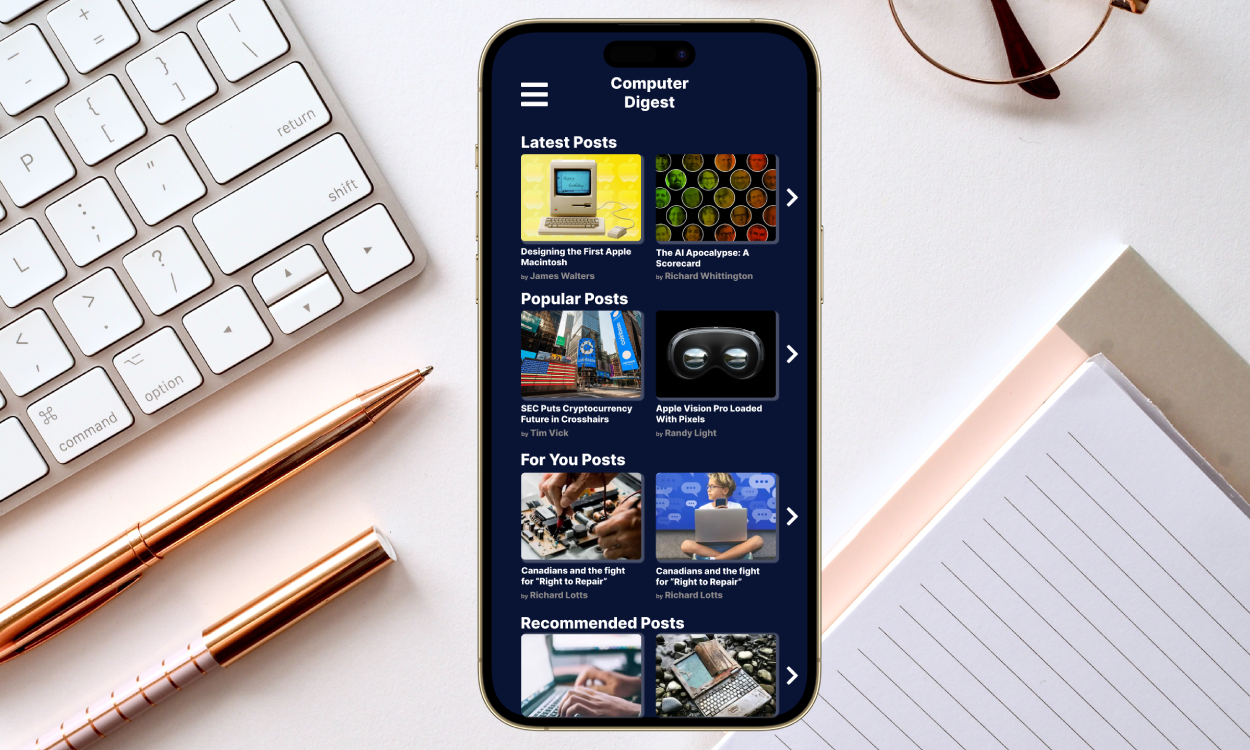 Computer
Digest
Latest Posts
Designing the First Apple
Macintosh
by James Walters
The AI Apocalypse: A
Scorecard
by Richard Whittington
Popular Posts
SEC Puts Cryptocurrency
Future in Crosshairs
by Tim Vick
Apple Vision Pro Loaded
With Pixels
by Randy Light
For You Posts
Canadians and the fight
for "Right to Repair"
by Richard Lotts
Canadians and the fight
for "Right to Repair"
by Richard Lotts
Recommended Posts
+
=
-
}
]
|
\
{
[
P
"
'
return
:
;
L
shift
?
/
>
.
<
,
option
⌥
⌘
command